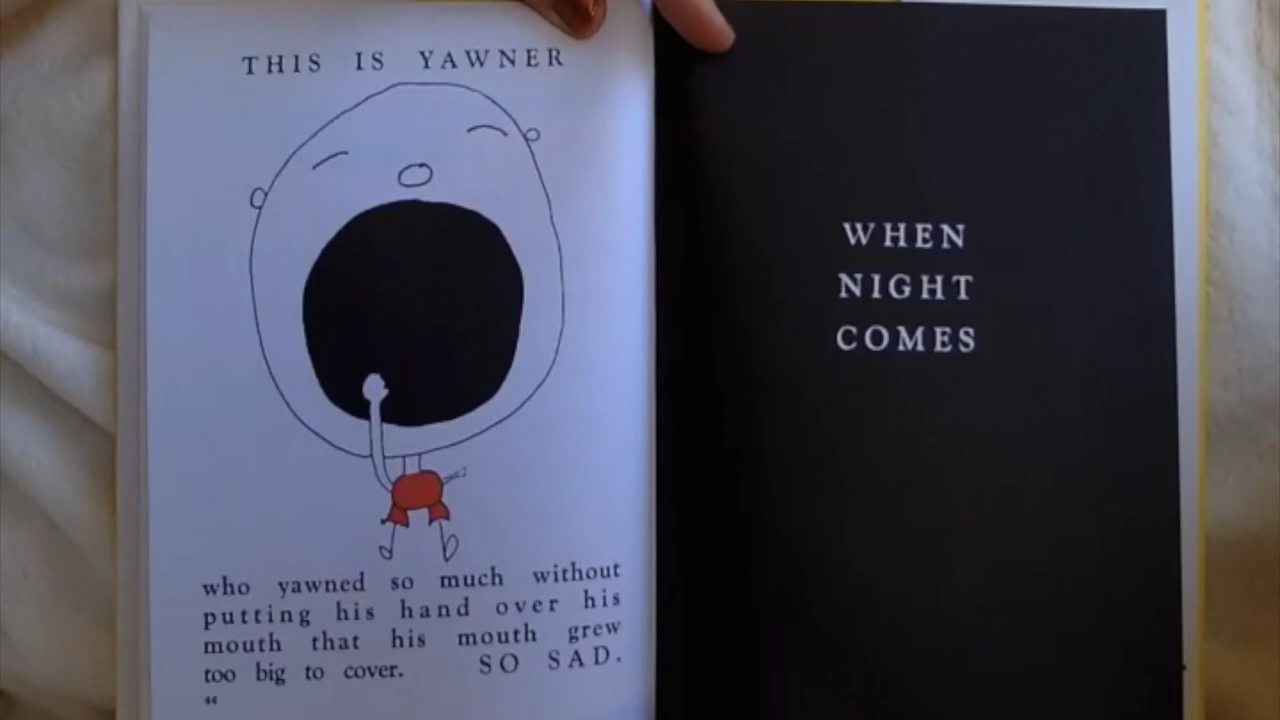 THIS IS YAWNER
who yawned so much without
putting his hand over his
mouth that his mouth grew
too big to cover. SO SAD.
44
WHEN
NIGHT
COMES